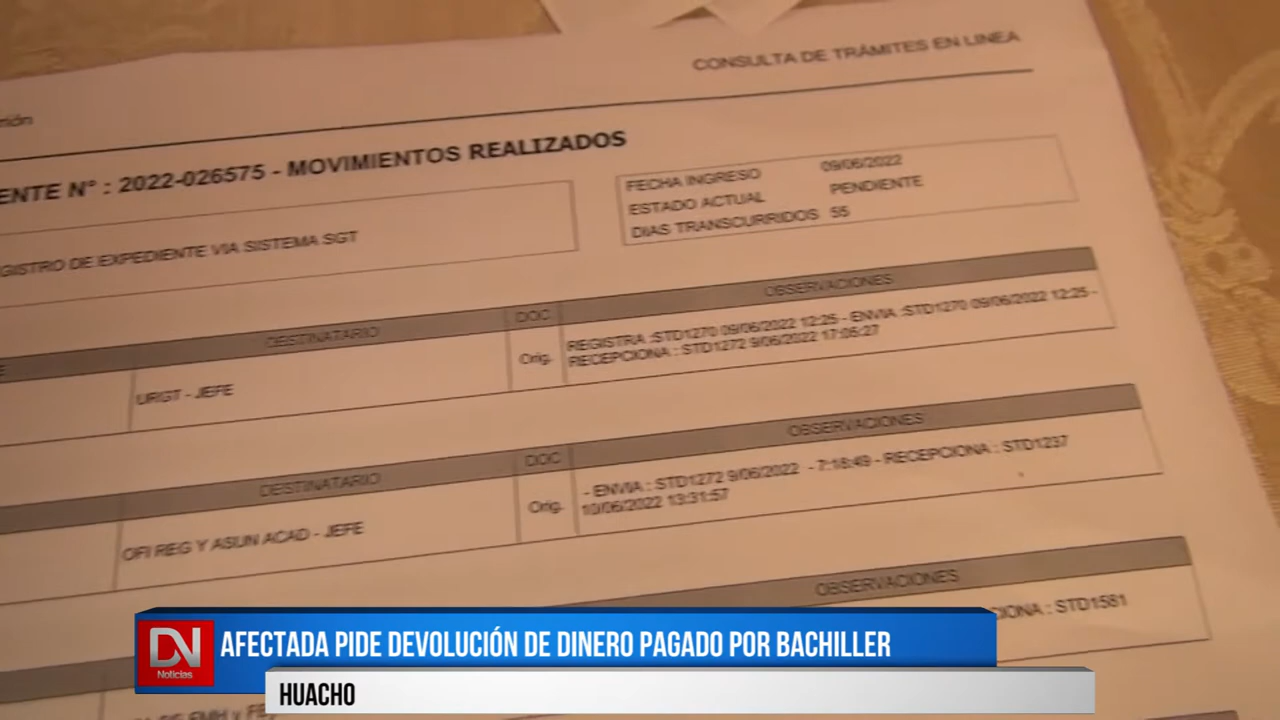 CONSULTA DE TRÁMITES EN LINEA
ENTE N° : 2022-026575 - MOVIMIENTOS REALIZADOS
FECHA INGRESO 09/06/2022
ESTADO ACTUAL PENDIENTE
DIAS TRANSCURRIDOS 55
GISTRO DE EXPEDIENTE VIA SISTEMA SGT
DESTINATARIO DOC OBSERVACIONES
URGT - JEFE Orig. REGISTRA :STD1270 09/06/2022 12:25 - ENVIA :STD1270 09/06/2022 12:25 -
RECEPCIONA : STD1272 9/06/2022 17:05:27
DESTINATARIO DOC OBSERVACIONES
OFI REG Y ASUN ACAD - JEFE Orig. - ENVIA : STD1272 9/06/2022 - 7:18:49 - RECEPCIONA : STD1237
10/06/2022 13:31:57
OBSERVACIONES
CIONA : STD1581
DN Noticias
AFECTADA PIDE DEVOLUCIÓN DE DINERO PAGADO POR BACHILLER
HUACHO